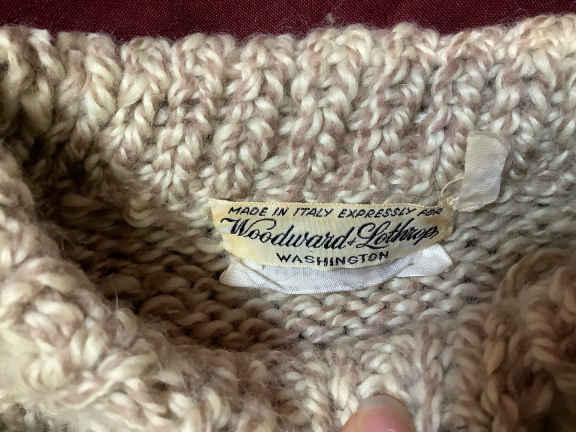 MADE IN ITALY EXPRESSLY FOR
Woodward & Lothrop
WASHINGTON